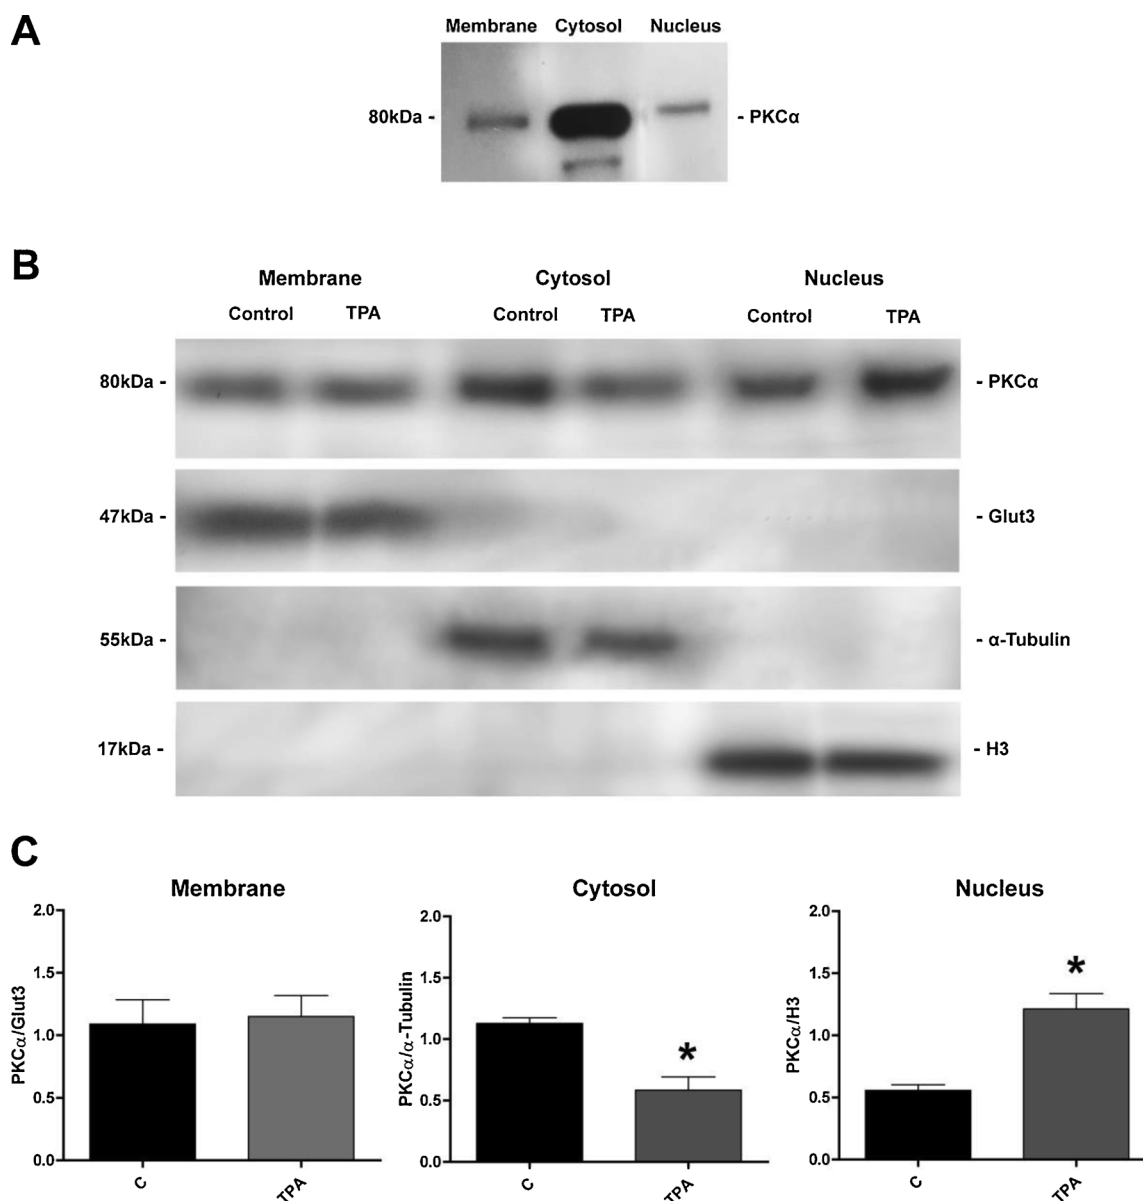 A
Membrane Cytosol Nucleus
80kDa - - PKCα
B
Membrane Cytosol Nucleus
Control TPA Control TPA Control TPA
80kDa - - PKCα
47kDa - - Glut3
55kDa - - α-Tubulin
17kDa - - H3
C
Membrane Cytosol Nucleus
PKCα/Glut3
2.0
1.5
1.0
0.5
0.0
C TPA
PKCα/α-Tubulin
2.0
1.5
1.0
0.5
0.0
*
C TPA
PKCα/H3
2.0
1.5
1.0
0.5
0.0
*
C TPA